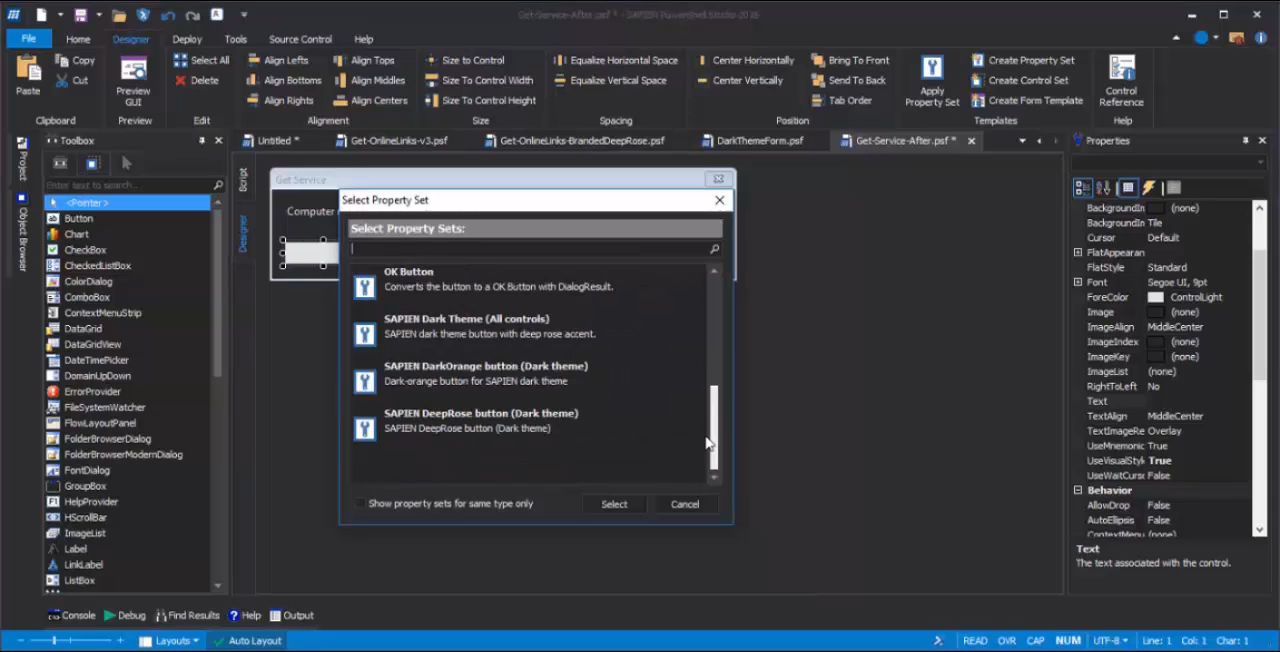 Get-Service-After.psf * - SAPIEN PowerShell Studio 2018
File Home Designer Deploy Tools Source Control Help
Paste
Copy
Cut
Clipboard
Preview GUI
Preview
Select All
Delete
Edit
Align Lefts
Align Bottoms
Align Rights
Align Tops
Align Middles
Align Centers
Alignment
Size to Control
Size To Control Width
Size To Control Height
Size
Equalize Horizontal Space
Equalize Vertical Space
Spacing
Center Horizontally
Center Vertically
Bring To Front
Send To Back
Tab Order
Position
Apply Property Set
Create Property Set
Create Control Set
Create Form Template
Templates
Control Reference
Help
Project
Object Browser
Toolbox
Enter text to search...
<Pointer>
Button
Chart
CheckBox
CheckedListBox
ColorDialog
ComboBox
ContextMenuStrip
DataGrid
DataGridView
DateTimePicker
DomainUpDown
ErrorProvider
FileSystemWatcher
FlowLayoutPanel
FolderBrowserDialog
FolderBrowserModernDialog
FontDialog
GroupBox
HelpProvider
HScrollBar
ImageList
Label
LinkLabel
ListBox
Untitled * Get-OnlineLinks-v3.psf Get-OnlineLinks-BrandedDeepRose.psf DarkThemeForm.psf Get-Service-After.psf *
Script
Designer
Get Service
Computer
Select Property Set
Select Property Sets:
OK Button
Converts the button to a OK Button with DialogResult.
SAPIEN Dark Theme (All controls)
SAPIEN dark theme button with deep rose accent.
SAPIEN DarkOrange button (Dark theme)
Dark-orange button for SAPIEN dark theme
SAPIEN DeepRose button (Dark theme)
SAPIEN DeepRose button (Dark theme)
Show property sets for same type only
Select
Cancel
Properties
BackgroundIn (none)
BackgroundIn Tile
Cursor Default
FlatAppearan
FlatStyle Standard
Font Segoe UI, 9pt
ForeColor ControlLight
Image (none)
ImageAlign MiddleCenter
ImageIndex (none)
ImageKey (none)
ImageList (none)
RightToLeft No
Text
TextAlign MiddleCenter
TextImageRe Overlay
UseMnemonic True
UseVisualStyl True
UseWaitCurso False
Behavior
AllowDrop False
AutoEllipsis False
ContextMenu (none)
Text
The text associated with the control.
Console Debug Find Results Help Output
Layouts Auto Layout
READ OVR CAP NUM UTF-8 Line: 1 Col: 1 Char: 1